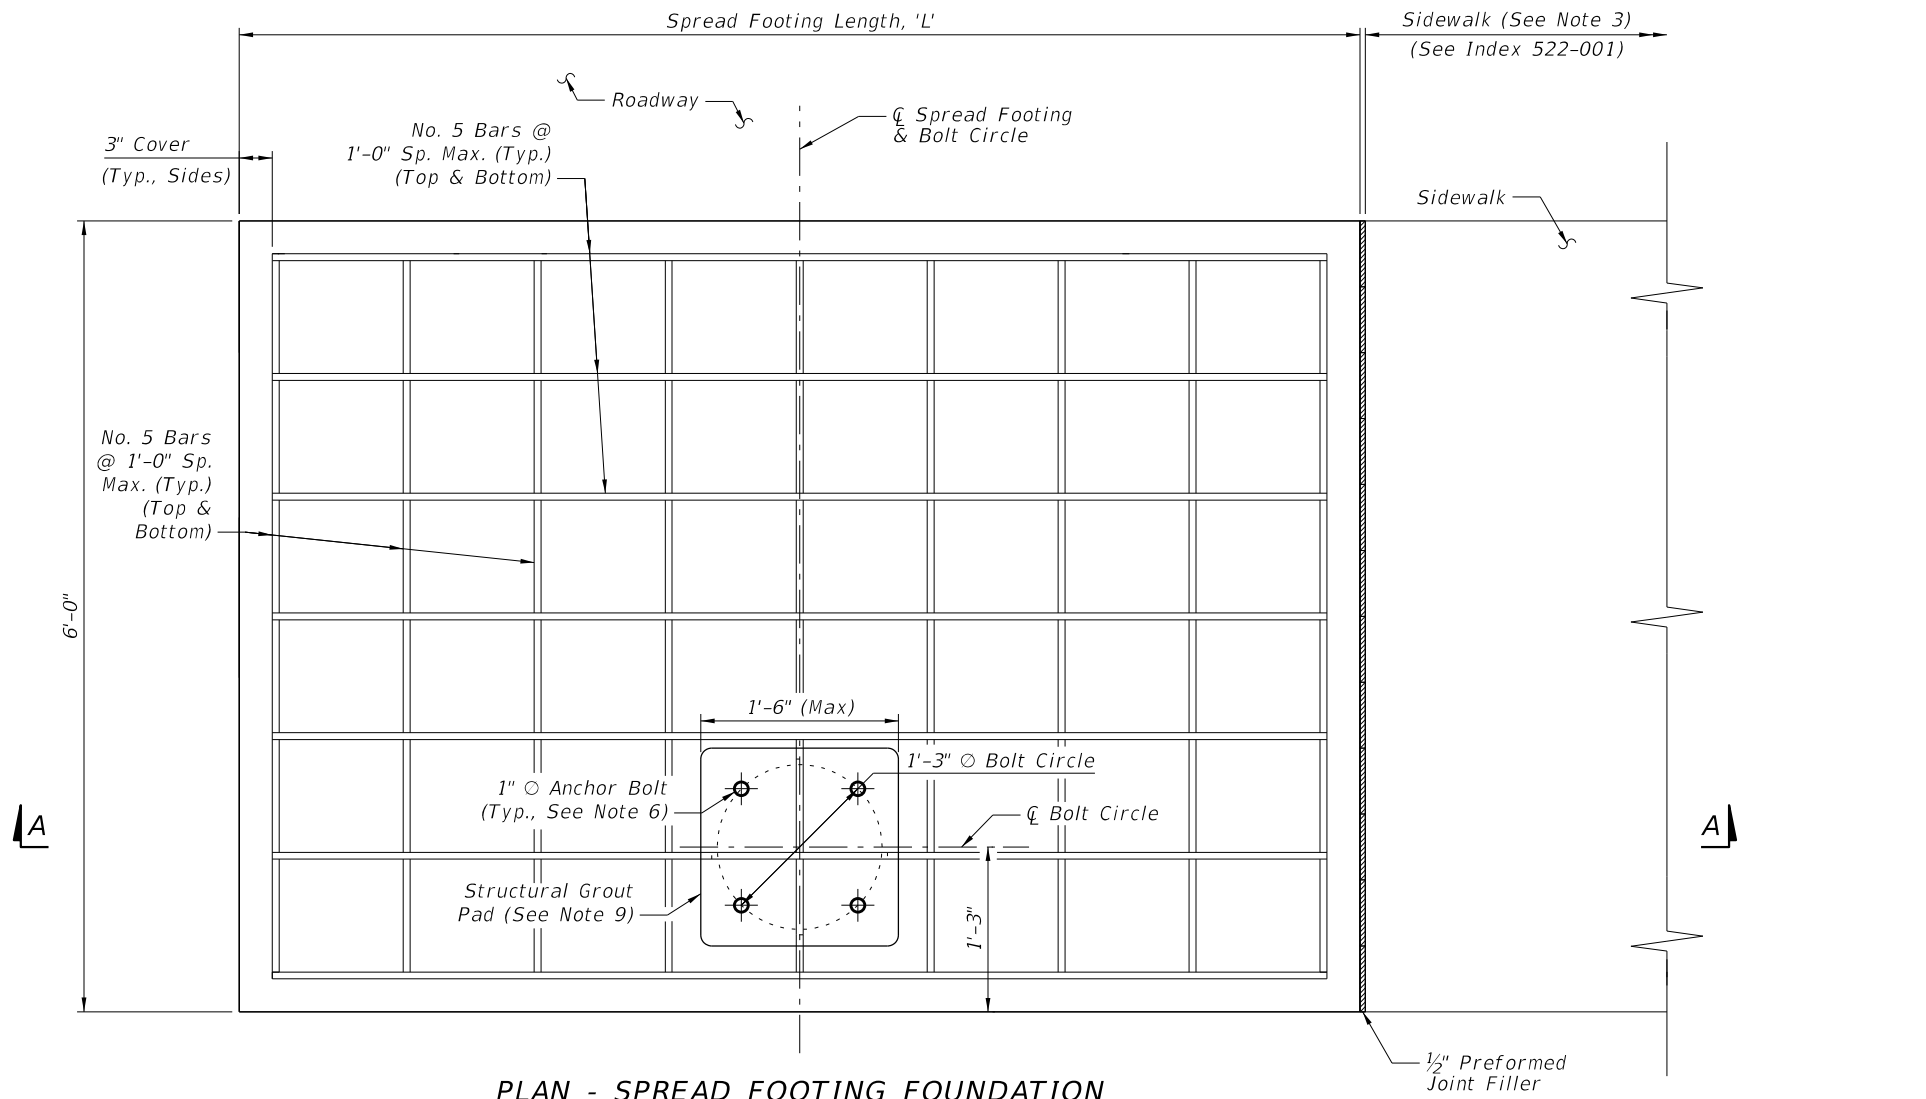 Spread Footing Length, 'L'
Sidewalk (See Note 3)
(See Index 522-001)
Roadway
℄ Spread Footing
& Bolt Circle
3" Cover
(Typ., Sides)
No. 5 Bars @
1'-0" Sp. Max. (Typ.)
(Top & Bottom)
Sidewalk
No. 5 Bars
@ 1'-0" Sp.
Max. (Typ.)
(Top &
Bottom)
6'-0"
1'-6" (Max)
1'-3" ∅ Bolt Circle
1" ∅ Anchor Bolt
(Typ., See Note 6)
℄ Bolt Circle
A
A
Structural Grout
Pad (See Note 9)
1'-3"
½" Preformed
Joint Filler
PLAN - SPREAD FOOTING FOUNDATION